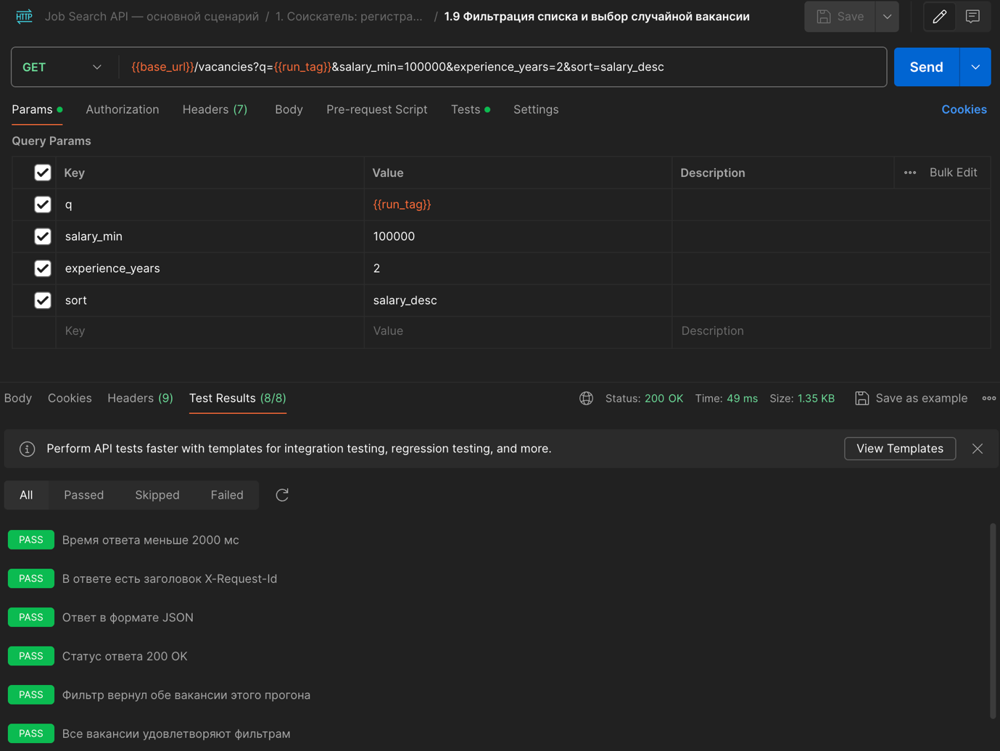 HTTP Job Search API — основной сценарий / 1. Соискатель: регистра... / 1.9 Фильтрация списка и выбор случайной вакансии Save
GET {{base_url}}/vacancies?q={{run_tag}}&salary_min=100000&experience_years=2&sort=salary_desc Send
Params Authorization Headers (7) Body Pre-request Script Tests Settings Cookies
Query Params
Key Value Description Bulk Edit
q {{run_tag}}
salary_min 100000
experience_years 2
sort salary_desc
Key Value Description
Body Cookies Headers (9) Test Results (8/8) Status: 200 OK Time: 49 ms Size: 1.35 KB Save as example
Perform API tests faster with templates for integration testing, regression testing, and more. View Templates
All Passed Skipped Failed
PASS Время ответа меньше 2000 мс
PASS В ответе есть заголовок X-Request-Id
PASS Ответ в формате JSON
PASS Статус ответа 200 OK
PASS Фильтр вернул обе вакансии этого прогона
PASS Все вакансии удовлетворяют фильтрам